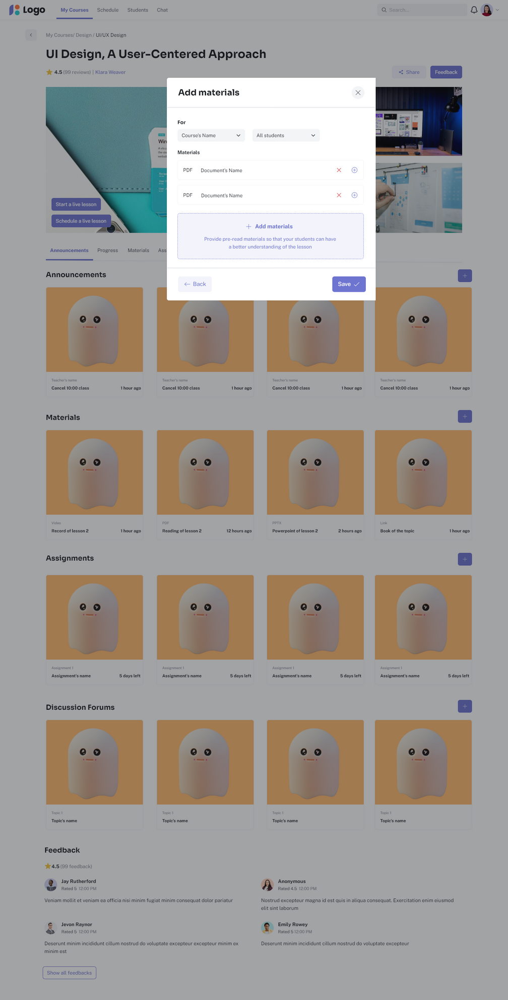 Logo
My Courses
Schedule
Students
Chat
Search...
My Courses/ Design / UI/UX Design
UI Design, A User-Centered Approach
4.5 (99 reviews) | Klara Weaver
Share
Feedback
Start a live lesson
Schedule a live lesson
Add materials
For
Course's Name
All students
Materials
PDF Document's Name
PDF Document's Name
Add materials
Provide pre-read materials so that your students can have
a better understanding of the lesson
Back
Save
Announcements
Progress
Materials
Announcements
Teacher's name
Cancel 10:00 class 1 hour ago
Teacher's name
Cancel 10:00 class 1 hour ago
Teacher's name
Cancel 10:00 class 1 hour ago
Teacher's name
Cancel 10:00 class 1 hour ago
Materials
Video
Record of lesson 2 1 hour ago
PDF
Reading of lesson 2 12 hours ago
PPTX
Powerpoint of lesson 2 2 hours ago
Link
Book of the topic 1 hour ago
Assignments
Assignment 1
Assignment's name 5 days left
Assignment 1
Assignment's name 5 days left
Assignment 1
Assignment's name 5 days left
Assignment 1
Assignment's name 5 days left
Discussion Forums
Topic 1
Topic's name
Topic 1
Topic's name
Topic 1
Topic's name
Topic 1
Topic's name
Feedback
4.5 (99 feedback)
Jay Rutherford
Rated 5 12:00 PM
Veniam mollit et veniam ea officia nisi minim fugiat minim consequat dolor pariatur
Anonymous
Rated 4.5 12:00 PM
Nostrud excepteur magna id est quis in aliqua consequat. Exercitation enim eiusmod
elit sint laborum
Jevon Raynor
Rated 5 12:00 PM
Deserunt minim incididunt cillum nostrud do voluptate excepteur excepteur minim ex
minim est
Emily Rowey
Rated 5 12:00 PM
Deserunt minim incididunt cillum nostrud do voluptate excepteur
Show all feedbacks